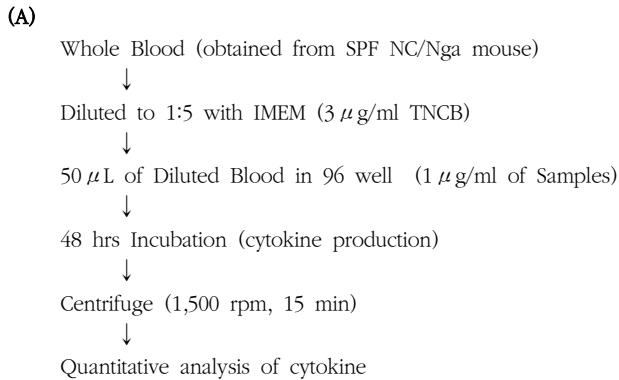 (A)
Whole Blood (obtained from SPF NC/Nga mouse)
↓
Diluted to 1:5 with IMEM (3 μg/ml TNCB)
↓
50 μL of Diluted Blood in 96 well (1 μg/ml of Samples)
↓
48 hrs Incubation (cytokine production)
↓
Centrifuge (1,500 rpm, 15 min)
↓
Quantitative analysis of cytokine